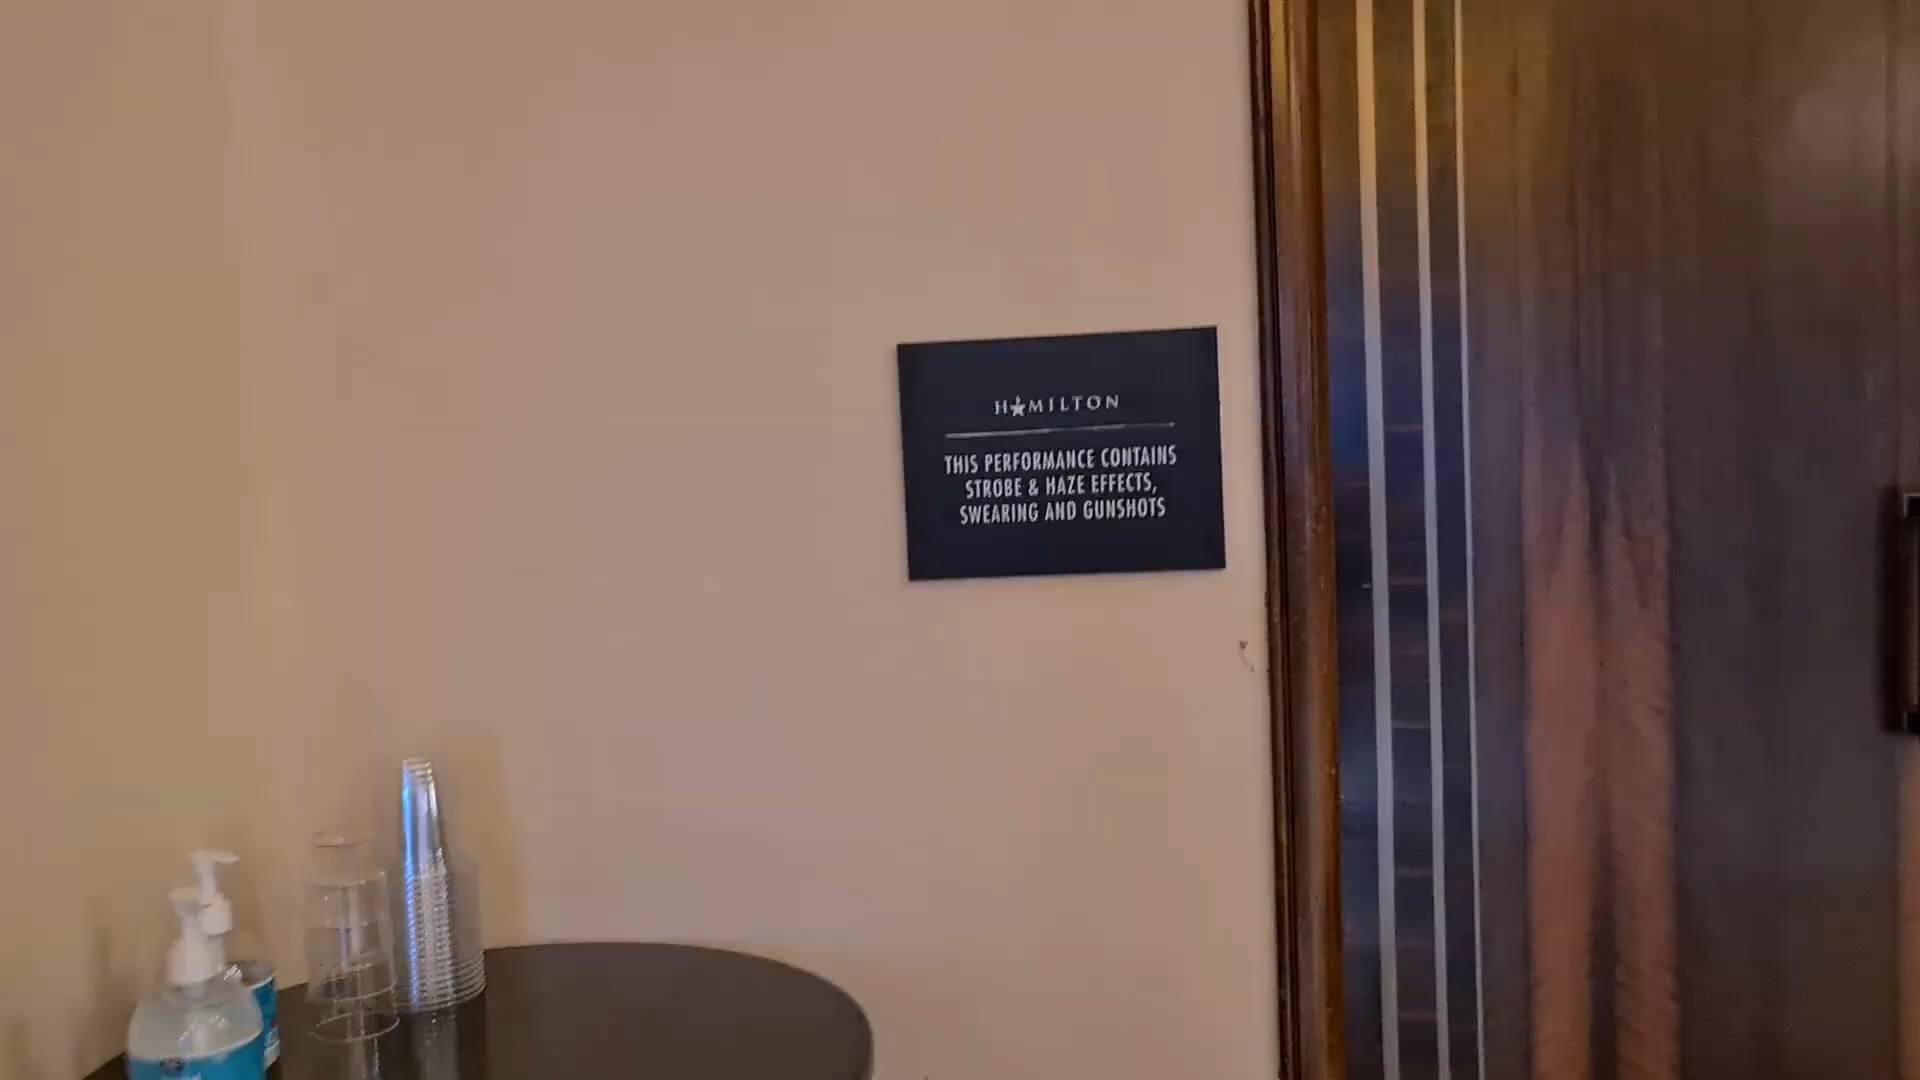 HAMILTON
THIS PERFORMANCE CONTAINS
STROBE & HAZE EFFECTS,
SWEARING AND GUNSHOTS